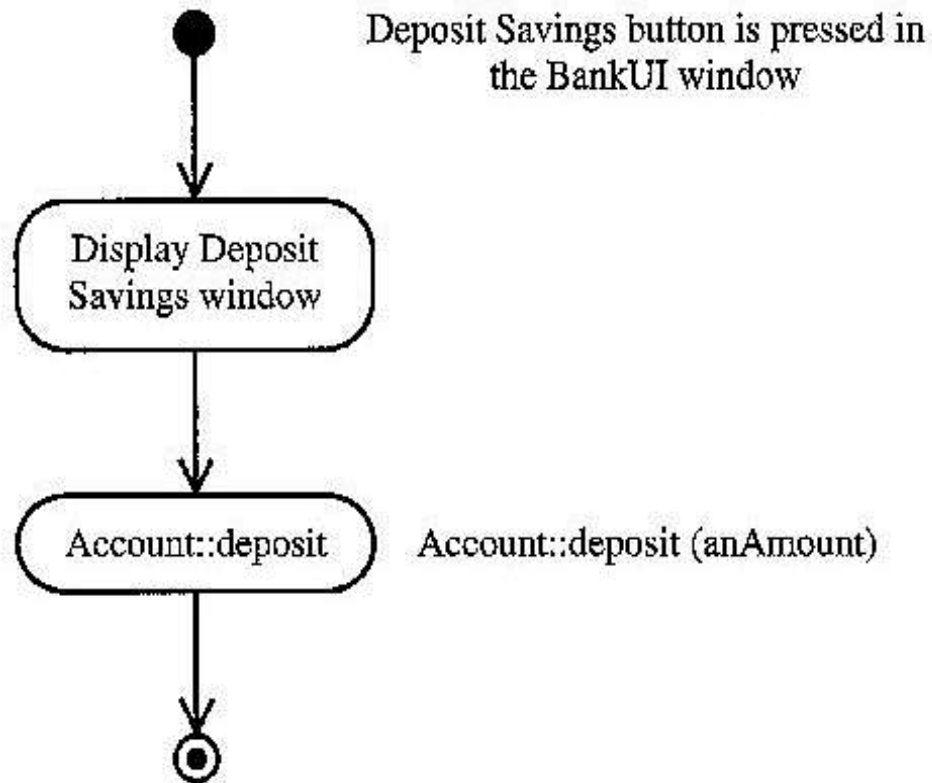 Deposit Savings button is pressed in
the BankUI window
Display Deposit
Savings window
Account::deposit
Account::deposit (anAmount)